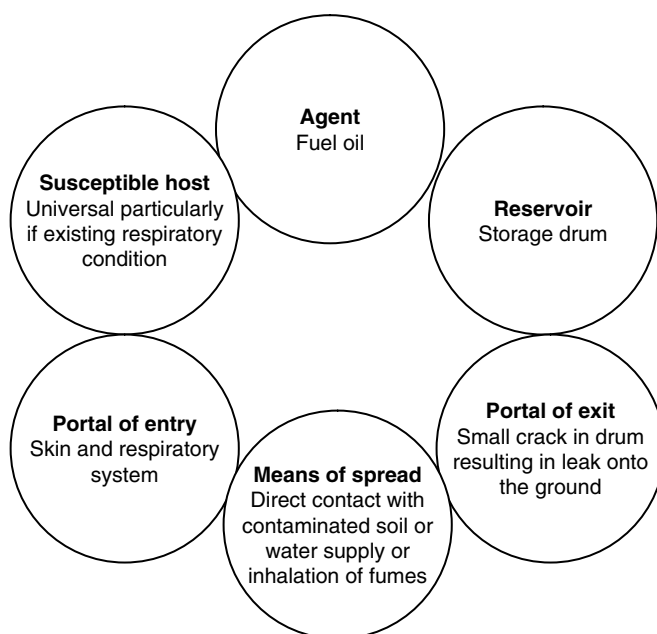 Agent
Fuel oil
Reservoir
Storage drum
Portal of exit
Small crack in drum
resulting in leak onto
the ground
Means of spread
Direct contact with
contaminated soil or
water supply or
inhalation of fumes
Portal of entry
Skin and respiratory
system
Susceptible host
Universal particularly
if existing respiratory
condition